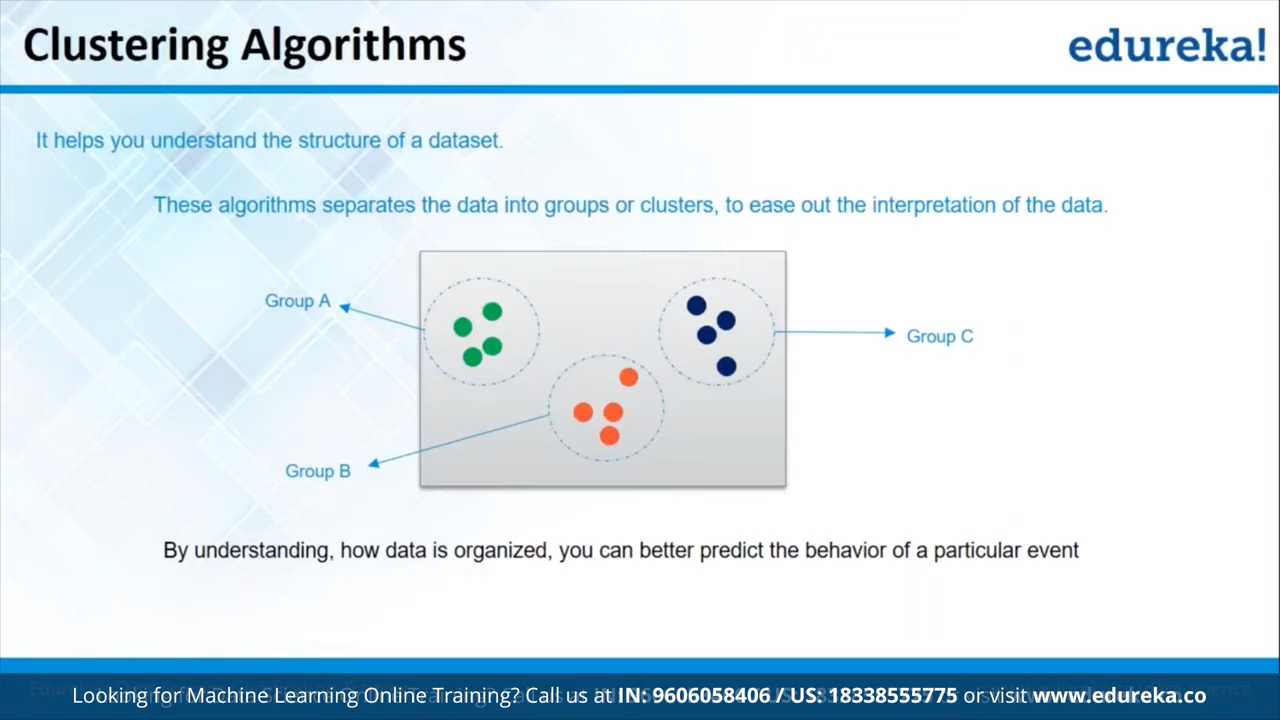 Clustering Algorithms
edureka!
It helps you understand the structure of a dataset.
These algorithms separates the data into groups or clusters, to ease out the interpretation of the data.
Group A
Group C
Group B
By understanding, how data is organized, you can better predict the behavior of a particular event
Looking for Machine Learning Online Training? Call us at IN: 9606058406 / US: 18338555775 or visit www.edureka.co